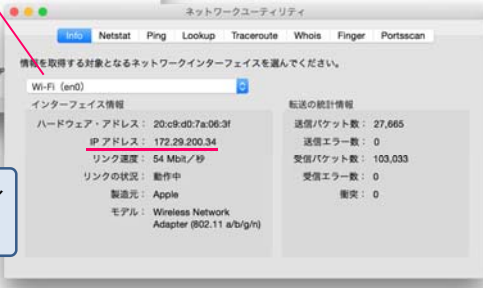 ネットワークユーティリティ
Info Netstat Ping Lookup Traceroute Whois Finger Portsscan
情報を取得する対象となるネットワークインターフェイスを選んでください。
Wi-Fi (en0)
インターフェイス情報
ハードウェア・アドレス： 20:c9:d0:7a:06:3f
IP アドレス： 172.29.200.34
リンク速度： 54 Mbit／秒
リンクの状況： 動作中
製造元： Apple
モデル： Wireless Network
Adapter (802.11 a/b/g/n)
転送の統計情報
送信パケット数： 27,665
送信エラー数： 0
受信パケット数： 103,033
受信エラー数： 0
衝突： 0